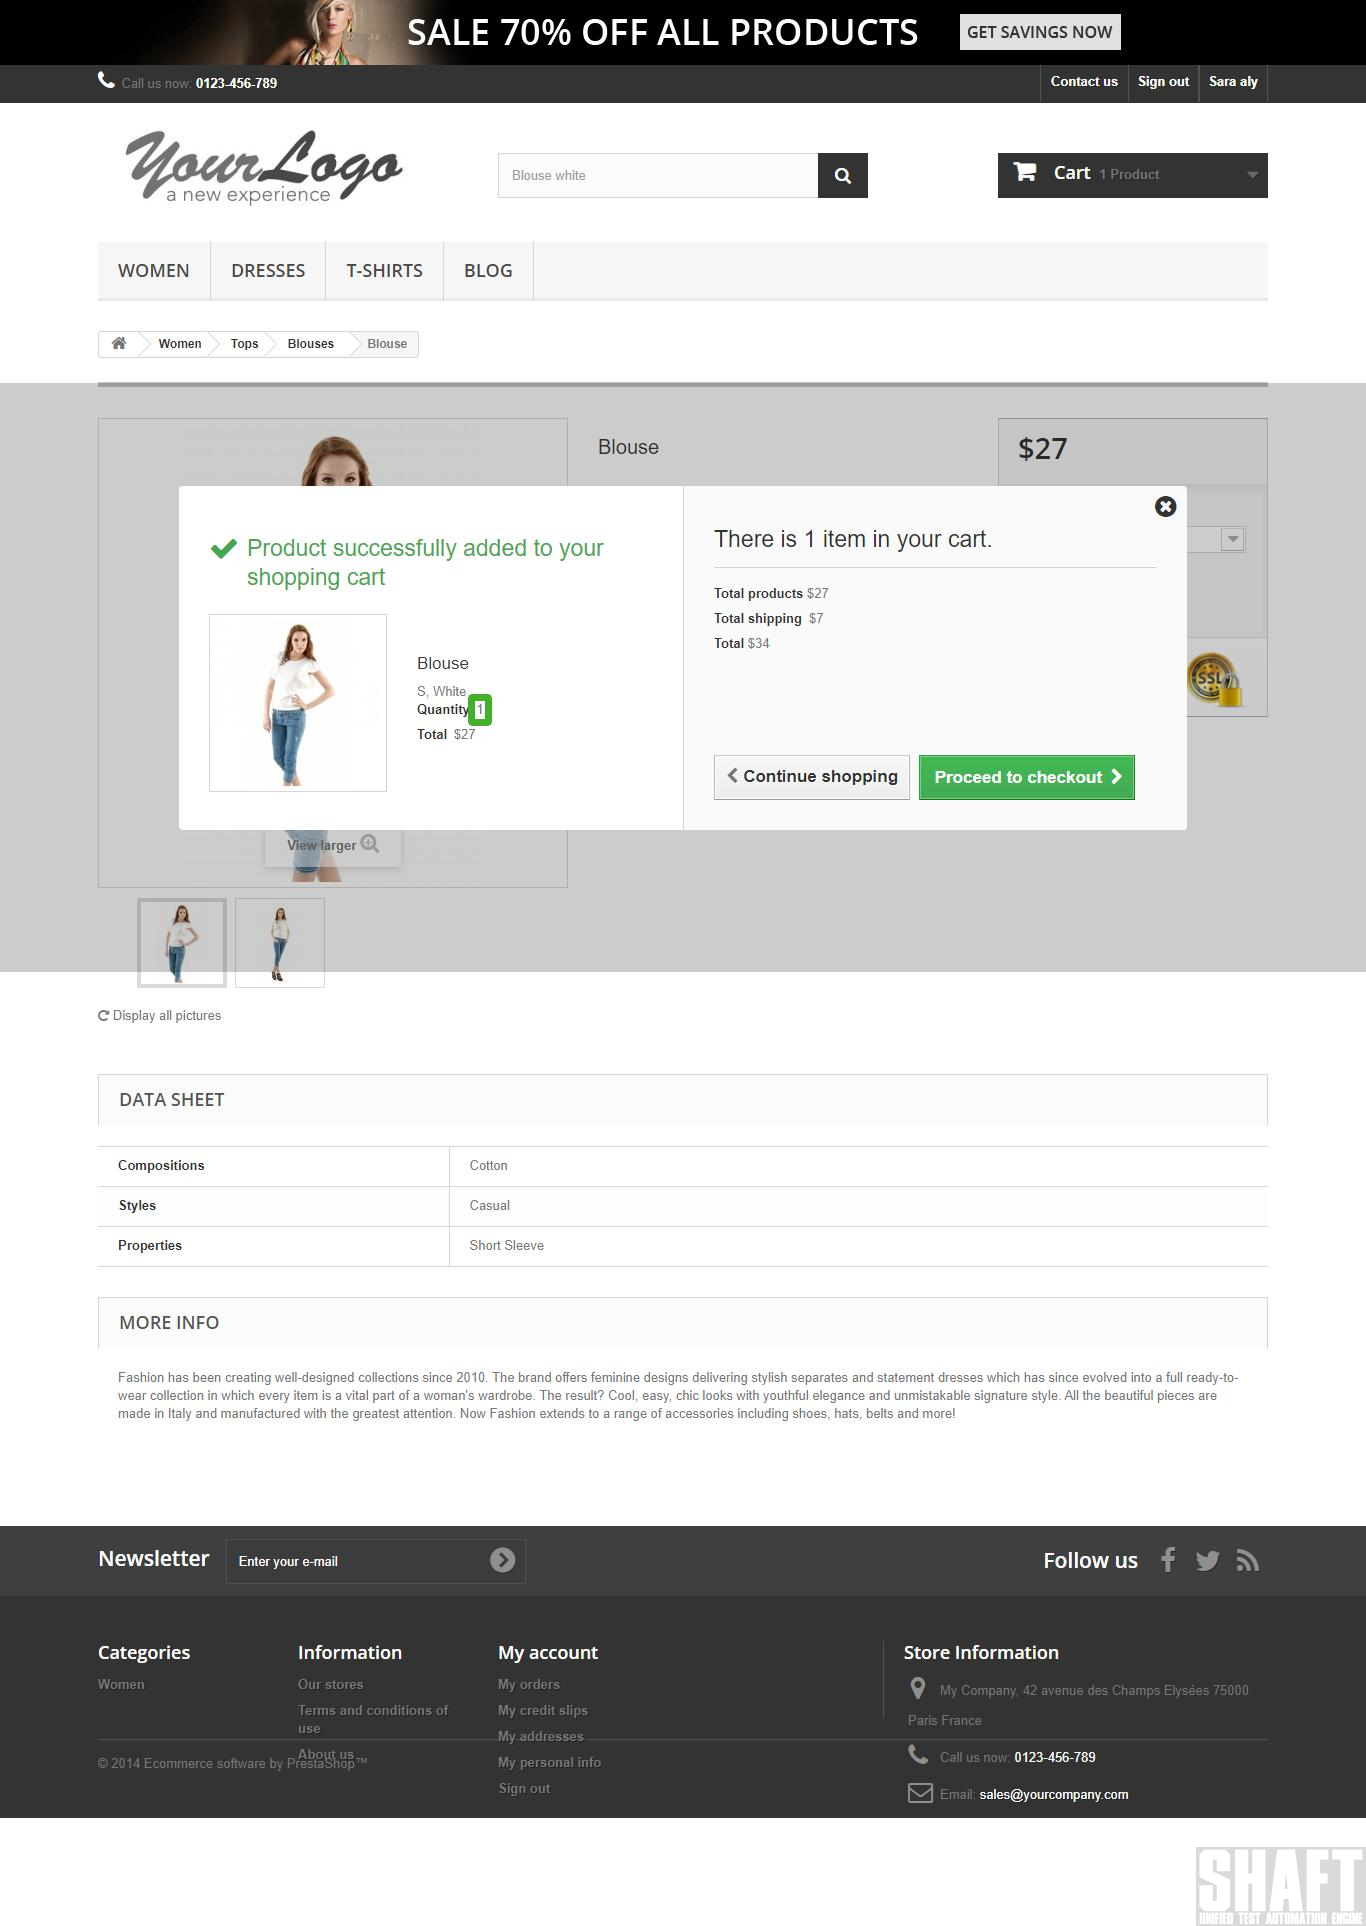 SALE 70% OFF ALL PRODUCTS GET SAVINGS NOW
Call us now: 0123-456-789 Contact us Sign out Sara aly
YourLogo
a new experience
Blouse white
Cart 1 Product
WOMEN DRESSES T-SHIRTS BLOG
Women Tops Blouses Blouse
Blouse
$27
Product successfully added to your
shopping cart
Blouse
S, White
Quantity 1
Total $27
There is 1 item in your cart.
Total products $27
Total shipping $7
Total $34
Continue shopping Proceed to checkout
SSL
View larger
Display all pictures
DATA SHEET
Compositions Cotton
Styles Casual
Properties Short Sleeve
MORE INFO
Fashion has been creating well-designed collections since 2010. The brand offers feminine designs delivering stylish separates and statement dresses which has since evolved into a full ready-to-
wear collection in which every item is a vital part of a woman's wardrobe. The result? Cool, easy, chic looks with youthful elegance and unmistakable signature style. All the beautiful pieces are
made in Italy and manufactured with the greatest attention. Now Fashion extends to a range of accessories including shoes, hats, belts and more!
Newsletter Enter your e-mail Follow us
Categories
Women
Information
Our stores
Terms and conditions of
use
About us
My account
My orders
My credit slips
My addresses
My personal info
Sign out
Store Information
My Company, 42 avenue des Champs Elysées 75000
Paris France
Call us now: 0123-456-789
Email: sales@yourcompany.com
© 2014 Ecommerce software by PrestaShop™
SHAFT
UNIFIED TEST AUTOMATION ENGINE